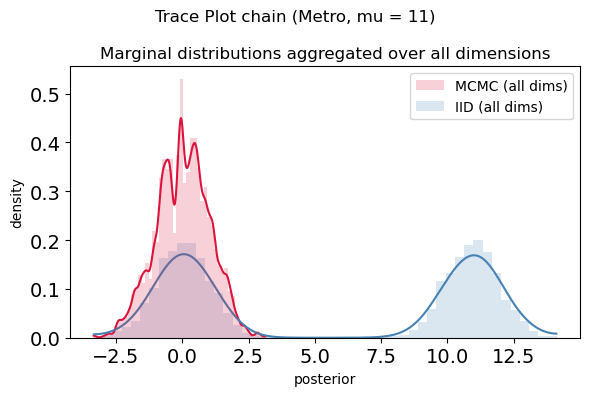 Trace Plot chain (Metro, mu = 11)
Marginal distributions aggregated over all dimensions
MCMC (all dims)
IID (all dims)
density
0.5
0.4
0.3
0.2
0.1
0.0
−2.5 0.0 2.5 5.0 7.5 10.0 12.5
posterior